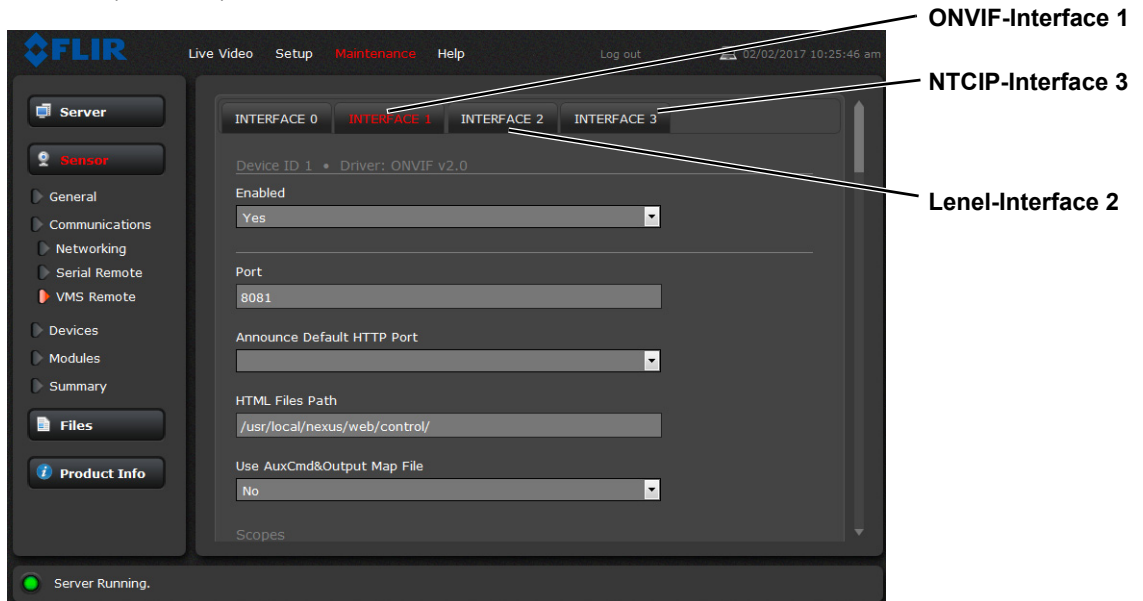 ONVIF-Interface 1
FLIR
Live Video Setup Maintenance Help Log out 02/02/2017 10:25:46 am
NTCIP-Interface 3
Server
INTERFACE 0 INTERFACE 1 INTERFACE 2 INTERFACE 3
Sensor
Device ID 1 • Driver: ONVIF v2.0
General
Enabled
Lenel-Interface 2
Yes
Communications
Networking
Serial Remote
Port
VMS Remote
8081
Devices
Announce Default HTTP Port
Modules
Summary
HTML Files Path
Files
/usr/local/nexus/web/control/
Use AuxCmd&Output Map File
Product Info
No
Scopes
Server Running.